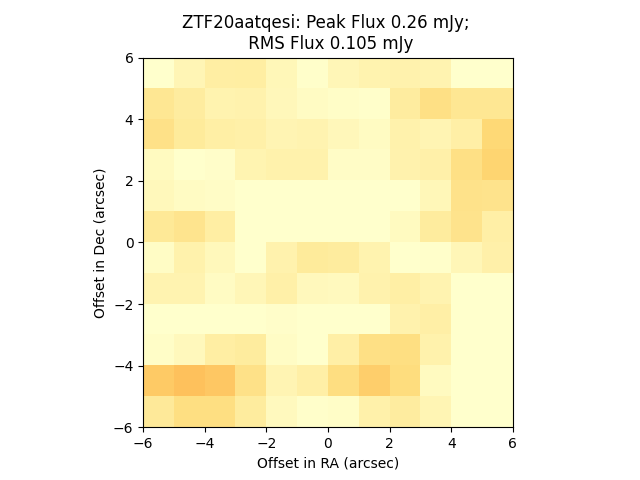 ZTF20aatqesi: Peak Flux 0.26 mJy;
RMS Flux 0.105 mJy
6
4
2
0
−2
−4
−6
Offset in Dec (arcsec)
−6 −4 −2 0 2 4 6
Offset in RA (arcsec)